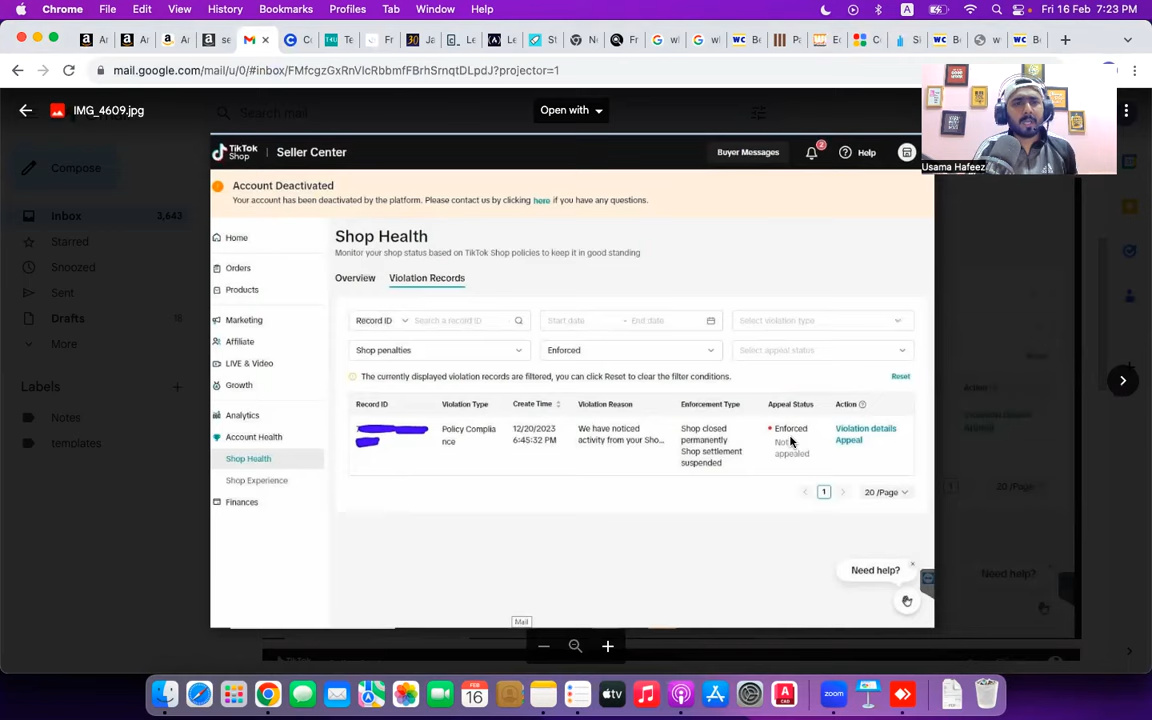 Chrome File Edit View History Bookmarks Profiles Tab Window Help
A Fri 16 Feb 7:23 PM
mail.google.com/mail/u/0/#inbox/FMfcgzGxRnVlcRbbmfFBrhSrnqtDLpdJ?projector=1
IMG_4609.jpg
Search mail
Open with
Usama Hafeez
Compose
Inbox 3,643
Starred
Snoozed
Sent
Drafts 18
More
Labels
Notes
templates
TikTok
Shop
Seller Center
Buyer Messages
2
Help
Account Deactivated
Your account has been deactivated by the platform. Please contact us by clicking here if you have any questions.
Home
Orders
Products
Marketing
Affiliate
LIVE & Video
Growth
Analytics
Account Health
Shop Health
Shop Experience
Finances
Shop Health
Monitor your shop status based on TikTok Shop policies to keep it in good standing
Overview Violation Records
Record ID Search a record ID Start date - End date Select violation type
Shop penalties Enforced Select appeal status
The currently displayed violation records are filtered, you can click Reset to clear the filter conditions. Reset
Record ID Violation Type Create Time Violation Reason Enforcement Type Appeal Status Action
Policy Complia
nce
12/20/2023
6:45:32 PM
We have noticed
activity from your Sho...
Shop closed
permanently
Shop settlement
suspended
Enforced
appealed
Violation details
Appeal
1 20 /Page
Need help?
Mail
FEB
16
tv
zoom